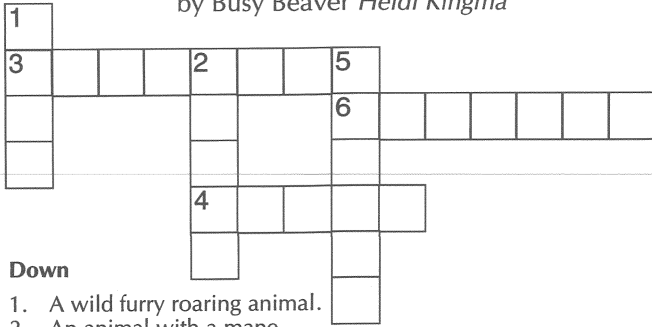 by Busy Beaver Heidi Kingma
1
3 2 5
6
4
Down
1. A wild furry roaring animal.
2. An animal with a mane